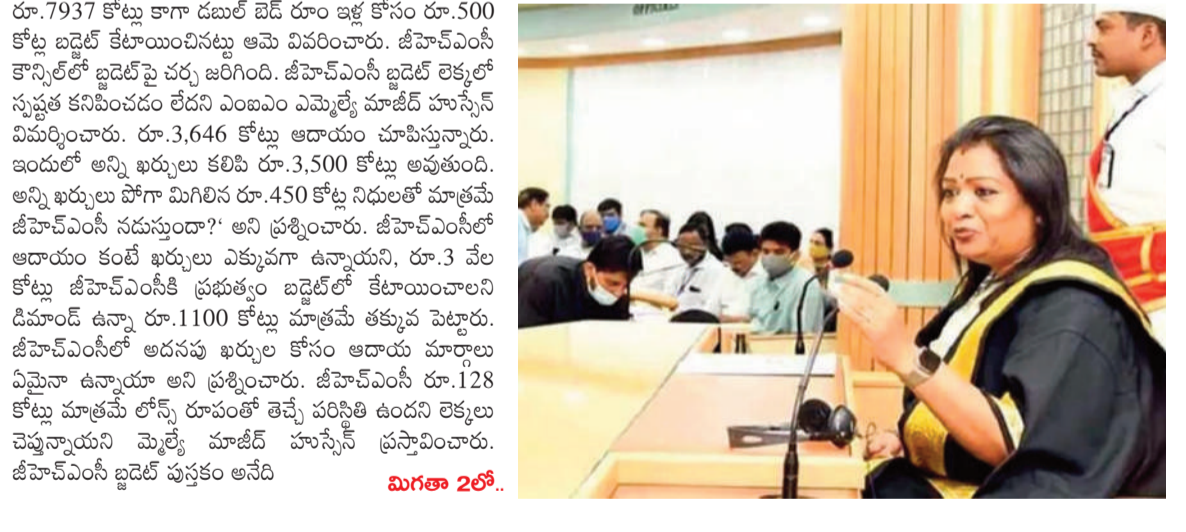 రూ.7937 కోట్లు కాగా డబుల్ బెడ్ రూం ఇళ్ల కోసం రూ.500
కోట్ల బడ్జెట్ కేటాయించినట్టు ఆమె వివరించారు. జీహెచ్ఎంసీ
కౌన్సిల్‌లో బ్జడెట్‌పై చర్చ జరిగింది. జీహెచ్ఎంసీ బ్జడెట్ లెక్కల్లో
స్పష్టత కనిపించడం లేదని ఎంఐఎం ఎమ్మెల్యే మాజీద్ హుస్సేన్
విమర్శించారు. రూ.3,646 కోట్లు ఆదాయం చూపిస్తున్నారు.
ఇందులో అన్ని ఖర్చులు కలిపి రూ.3,500 కోట్లు అవుతుంది.
అన్ని ఖర్చులు పోగా మిగిలిన రూ.450 కోట్ల నిధులతో మాత్రమే
జీహెచ్ఎంసీ నడుస్తుందా?' అని ప్రశ్నించారు. జీహెచ్ఎంసీలో
ఆదాయం కంటే ఖర్చులు ఎక్కువగా ఉన్నాయని, రూ.3 వేల
కోట్లు జీహెచ్ఎంసీకి ప్రభుత్వం బడ్జెట్‌లో కేటాయించాలని
డిమాండ్ ఉన్నా రూ.1100 కోట్లు మాత్రమే తక్కువ పెట్టారు.
జీహెచ్ఎంసీలో అదనపు ఖర్చుల కోసం ఆదాయ మార్గాలు
ఏమైనా ఉన్నాయా అని ప్రశ్నించారు. జీహెచ్ఎంసీ రూ.128
కోట్లు మాత్రమే లోన్స్ రూపంతో తెచ్చే పరిస్థితి ఉందని లెక్కలు
చెప్తున్నాయని మ్మెల్యే మాజీద్ హుస్సేన్ ప్రస్తావించారు.
జీహెచ్ఎంసీ బ్జడెట్ పుస్తకం అనేది
మిగతా 2లో..